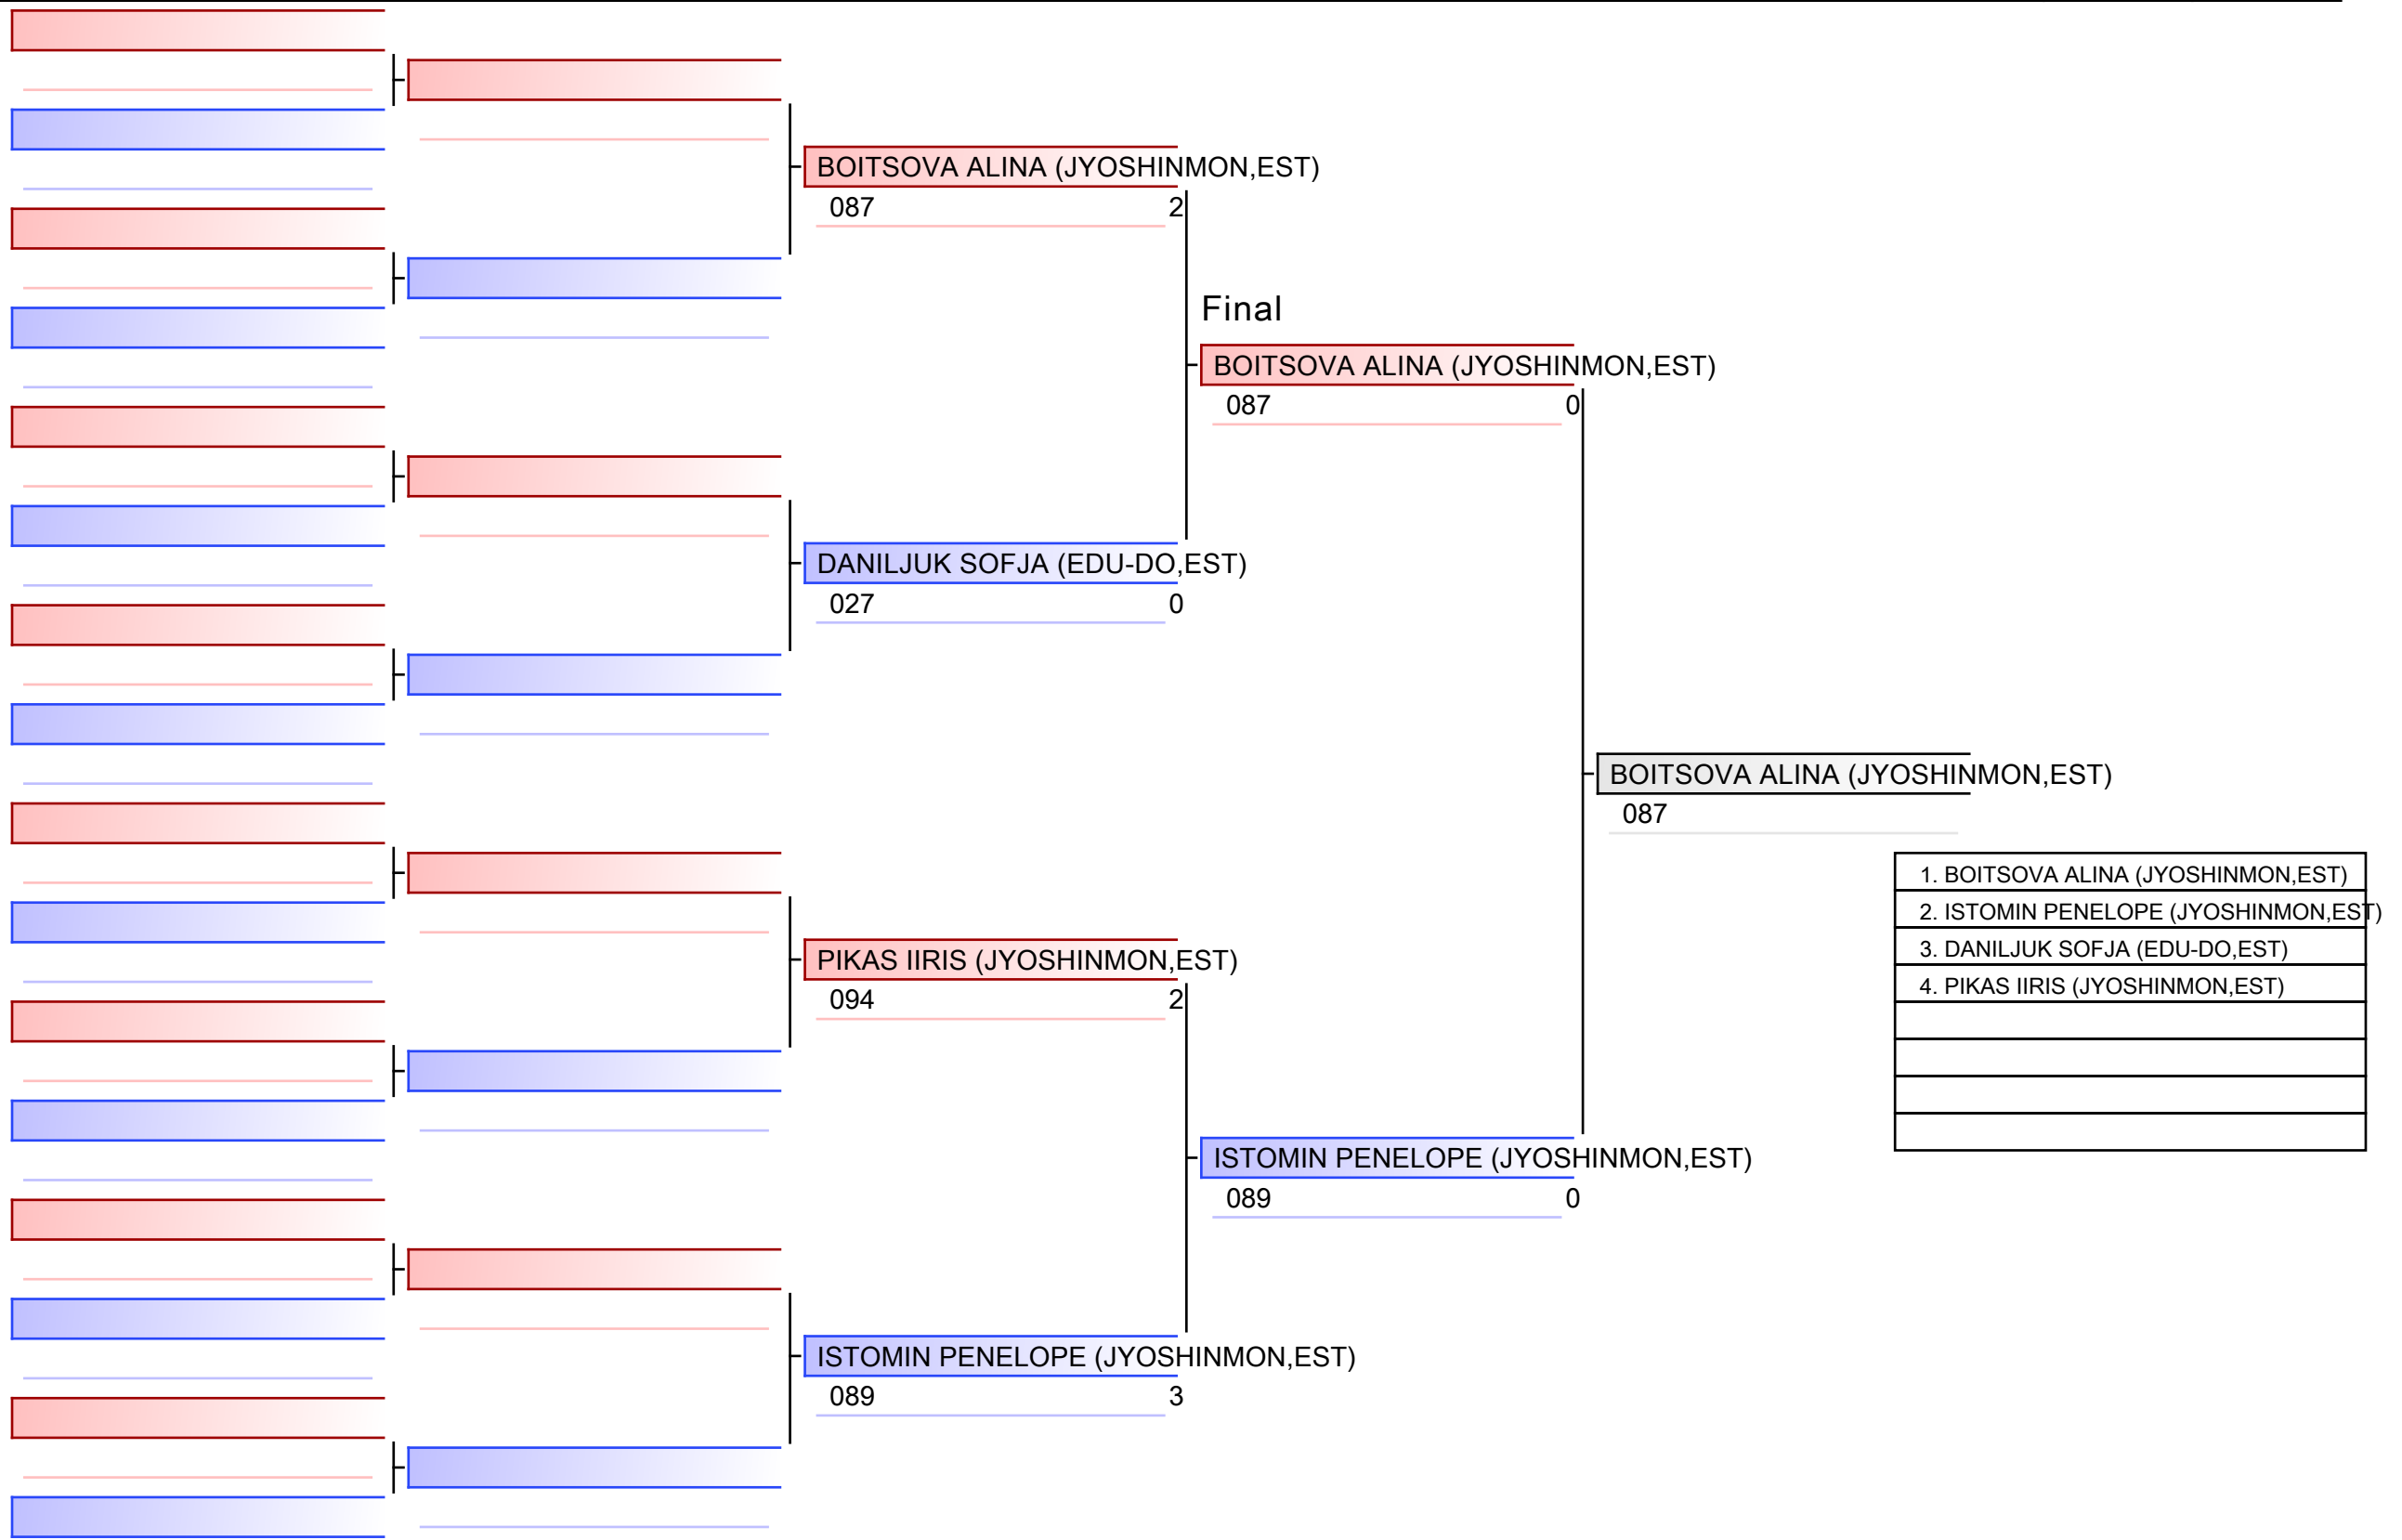 BOITSOVA ALINA (JYOSHINMON,EST)
087 2
Final
BOITSOVA ALINA (JYOSHINMON,EST)
087 0
DANILJUK SOFJA (EDU-DO,EST)
027 0
BOITSOVA ALINA (JYOSHINMON,EST)
087
1. BOITSOVA ALINA (JYOSHINMON,EST)
2. ISTOMIN PENELOPE (JYOSHINMON,EST)
3. DANILJUK SOFJA (EDU-DO,EST)
4. PIKAS IIRIS (JYOSHINMON,EST)
PIKAS IIRIS (JYOSHINMON,EST)
094 2
ISTOMIN PENELOPE (JYOSHINMON,EST)
089 0
ISTOMIN PENELOPE (JYOSHINMON,EST)
089 3